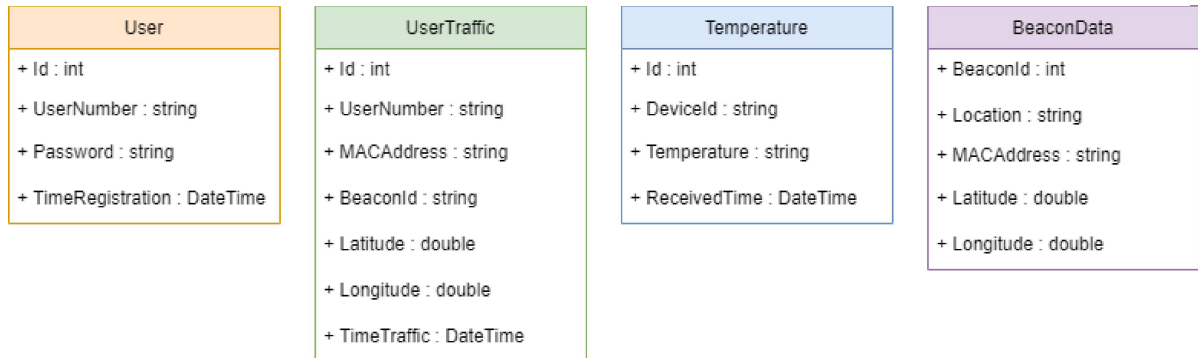 User
+ Id : int
+ UserNumber : string
+ Password : string
+ TimeRegistration : DateTime
UserTraffic
+ Id : int
+ UserNumber : string
+ MACAddress : string
+ BeaconId : string
+ Latitude : double
+ Longitude : double
+ TimeTraffic : DateTime
Temperature
+ Id : int
+ DeviceId : string
+ Temperature : string
+ ReceivedTime : DateTime
BeaconData
+ BeaconId : int
+ Location : string
+ MACAddress : string
+ Latitude : double
+ Longitude : double